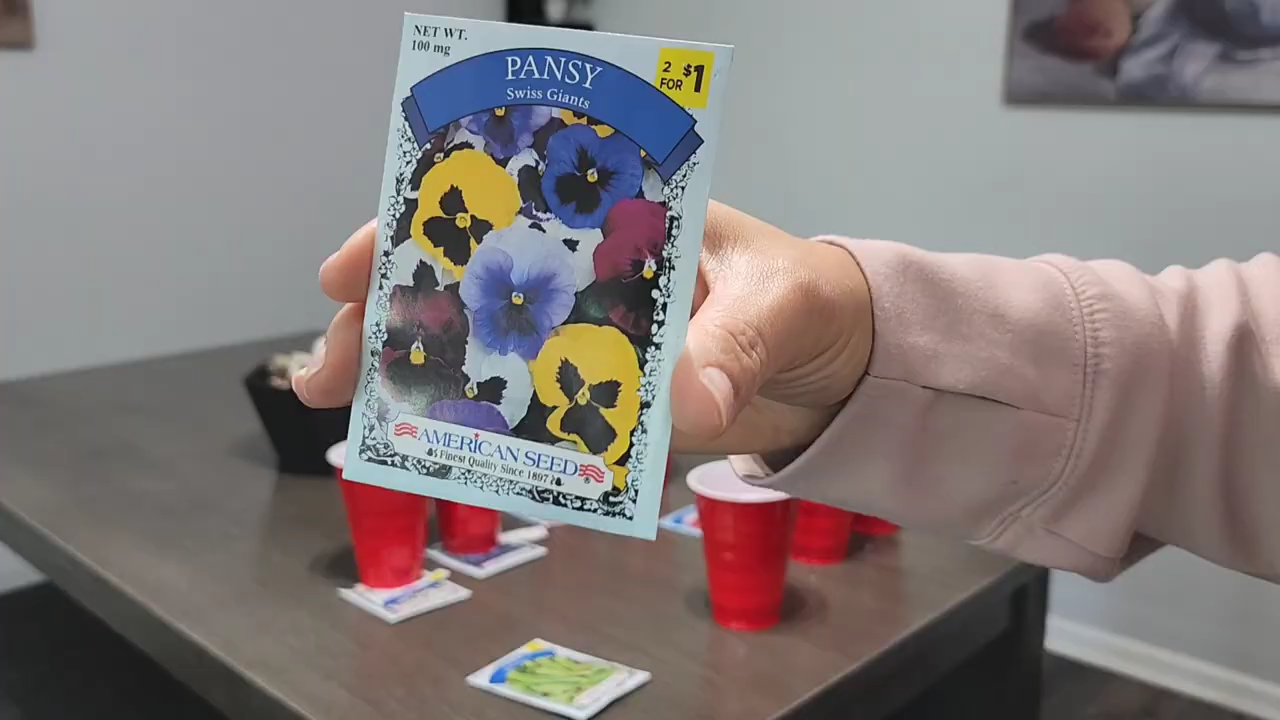 NET WT.
100 mg
PANSY
Swiss Giants
2
FOR $1
AMERICAN SEED®
Finest Quality Since 1897